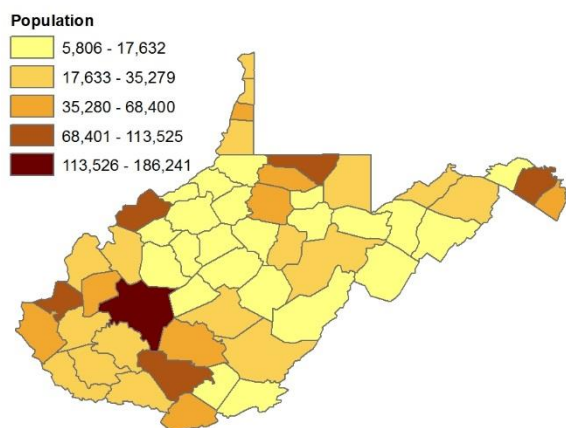 Population
5,806 - 17,632
17,633 - 35,279
35,280 - 68,400
68,401 - 113,525
113,526 - 186,241